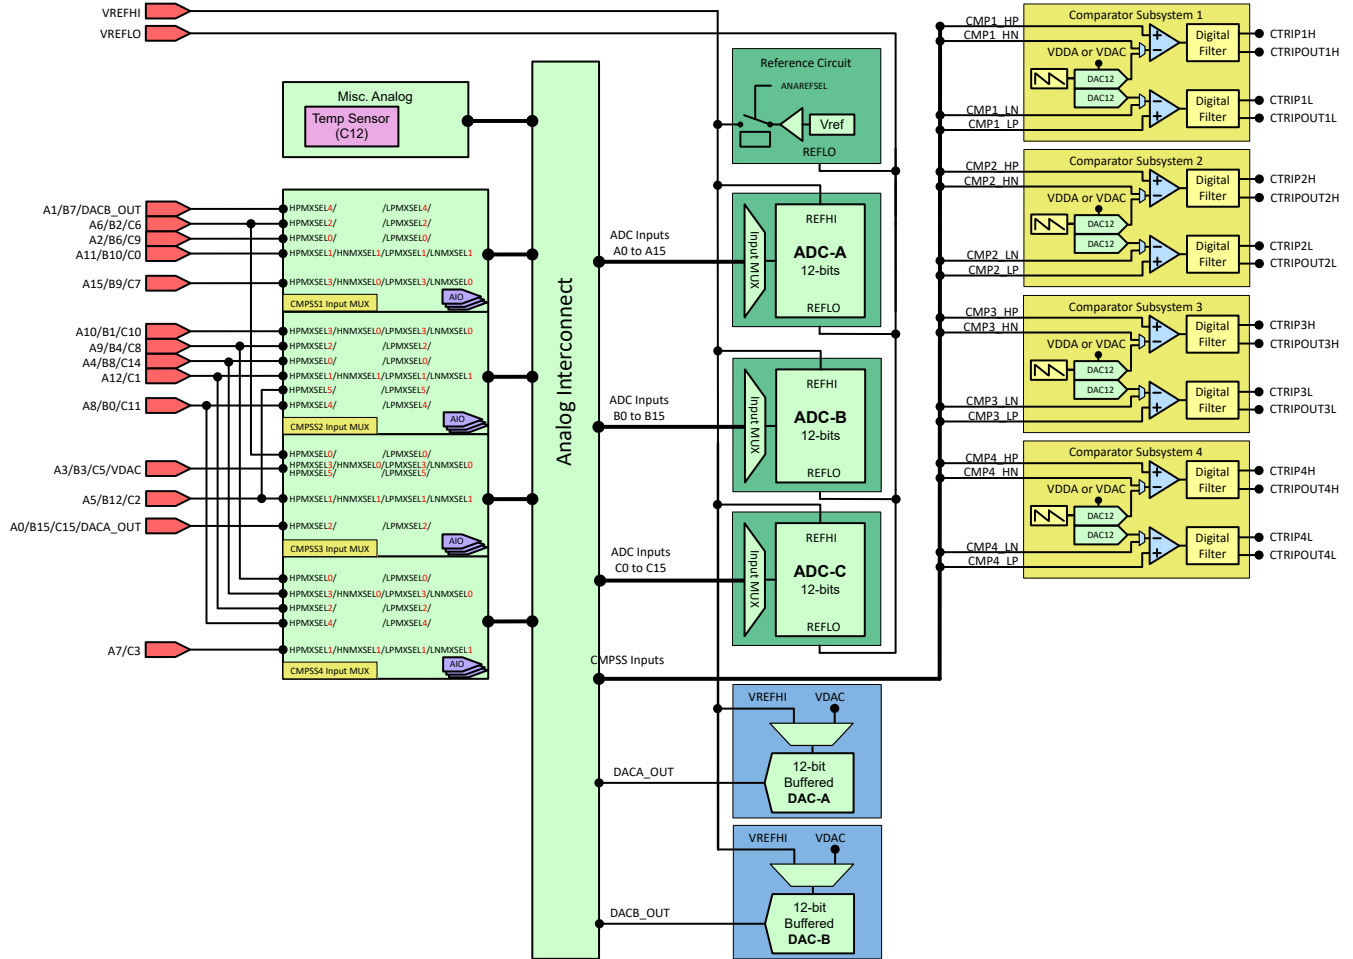 VREFHI
VREFLO
Misc. Analog
Temp Sensor
(C12)
A1/B7/DACB_OUT
A6/B2/C6
A2/B6/C9
A11/B10/C0
A15/B9/C7
A10/B1/C10
A9/B4/C8
A4/B8/C14
A12/C1
A8/B0/C11
A3/B3/C5/VDAC
A5/B12/C2
A0/B15/C15/DACA_OUT
A7/C3
HPMXSEL4/ /LPMXSEL4/
HPMXSEL2/ /LPMXSEL2/
HPMXSEL0/ /LPMXSEL0/
HPMXSEL1/HNMXSEL1/LPMXSEL1/LNMXSEL1
HPMXSEL3/HNMXSEL0/LPMXSEL3/LNMXSEL0
CMPSS1 Input MUX
AIO
HPMXSEL3/HNMXSEL0/LPMXSEL3/LNMXSEL0
HPMXSEL2/ /LPMXSEL2/
HPMXSEL0/ /LPMXSEL0/
HPMXSEL1/HNMXSEL1/LPMXSEL1/LNMXSEL1
HPMXSEL5/ /LPMXSEL5/
HPMXSEL4/ /LPMXSEL4/
CMPSS2 Input MUX
AIO
HPMXSEL0/ /LPMXSEL0/
HPMXSEL3/HNMXSEL0/LPMXSEL3/LNMXSEL0
HPMXSEL5/ /LPMXSEL5/
HPMXSEL1/HNMXSEL1/LPMXSEL1/LNMXSEL1
HPMXSEL2/ /LPMXSEL2/
CMPSS3 Input MUX
AIO
HPMXSEL0/ /LPMXSEL0/
HPMXSEL3/HNMXSEL0/LPMXSEL3/LNMXSEL0
HPMXSEL2/ /LPMXSEL2/
HPMXSEL4/ /LPMXSEL4/
HPMXSEL1/HNMXSEL1/LPMXSEL1/LNMXSEL1
CMPSS4 Input MUX
AIO
Analog Interconnect
ADC Inputs
A0 to A15
ADC Inputs
B0 to B15
ADC Inputs
C0 to C15
CMPSS Inputs
DACA_OUT
DACB_OUT
Reference Circuit
ANAREFSEL
Vref
REFLO
Input MUX
REFHI
ADC-A
12-bits
REFLO
Input MUX
REFHI
ADC-B
12-bits
REFLO
Input MUX
REFHI
ADC-C
12-bits
REFLO
VREFHI VDAC
12-bit
Buffered
DAC-A
VREFHI VDAC
12-bit
Buffered
DAC-B
Comparator Subsystem 1
CMP1_HP
CMP1_HN
VDDA or VDAC
DAC12
DAC12
CMP1_LN
CMP1_LP
Digital
Filter
Digital
Filter
CTRIP1H
CTRIPOUT1H
CTRIP1L
CTRIPOUT1L
Comparator Subsystem 2
CMP2_HP
CMP2_HN
VDDA or VDAC
DAC12
DAC12
CMP2_LN
CMP2_LP
Digital
Filter
Digital
Filter
CTRIP2H
CTRIPOUT2H
CTRIP2L
CTRIPOUT2L
Comparator Subsystem 3
CMP3_HP
CMP3_HN
VDDA or VDAC
DAC12
DAC12
CMP3_LN
CMP3_LP
Digital
Filter
Digital
Filter
CTRIP3H
CTRIPOUT3H
CTRIP3L
CTRIPOUT3L
Comparator Subsystem 4
CMP4_HP
CMP4_HN
VDDA or VDAC
DAC12
DAC12
CMP4_LN
CMP4_LP
Digital
Filter
Digital
Filter
CTRIP4H
CTRIPOUT4H
CTRIP4L
CTRIPOUT4L